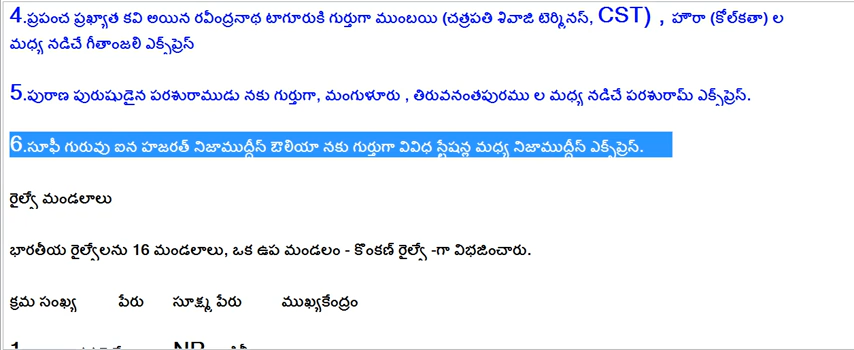 4.ప్రపంచ ప్రఖ్యాత కవి అయిన రవీంద్రనాథ టాగూరుకి గుర్తుగా ముంబయి (చత్రపతి శివాజి టెర్మినస్, CST) , హౌరా (కోల్‌కతా) ల
మధ్య నడిచే గీతాంజలి ఎక్స్‌ప్రెస్
5.పురాణ పురుషుడైన పరశురాముడు నకు గుర్తుగా, మంగుళూరు , తిరువనంతపురము ల మధ్య నడిచే పరశురామ్ ఎక్స్‌ప్రెస్.
6.సూఫీ గురువు ఐన హజరత్ నిజాముద్దీస్ ఔలియా నకు గుర్తుగా వివిధ స్టేషన్ల మధ్య నిజాముద్దీస్ ఎక్స్‌ప్రెస్.
రైల్వే మండలాలు
భారతీయ రైల్వేలను 16 మండలాలు, ఒక ఉప మండలం - కొంకణ్ రైల్వే -గా విభజించారు.
క్రమ సంఖ్య పేరు సూక్ష్మ పేరు ముఖ్యకేంద్రం